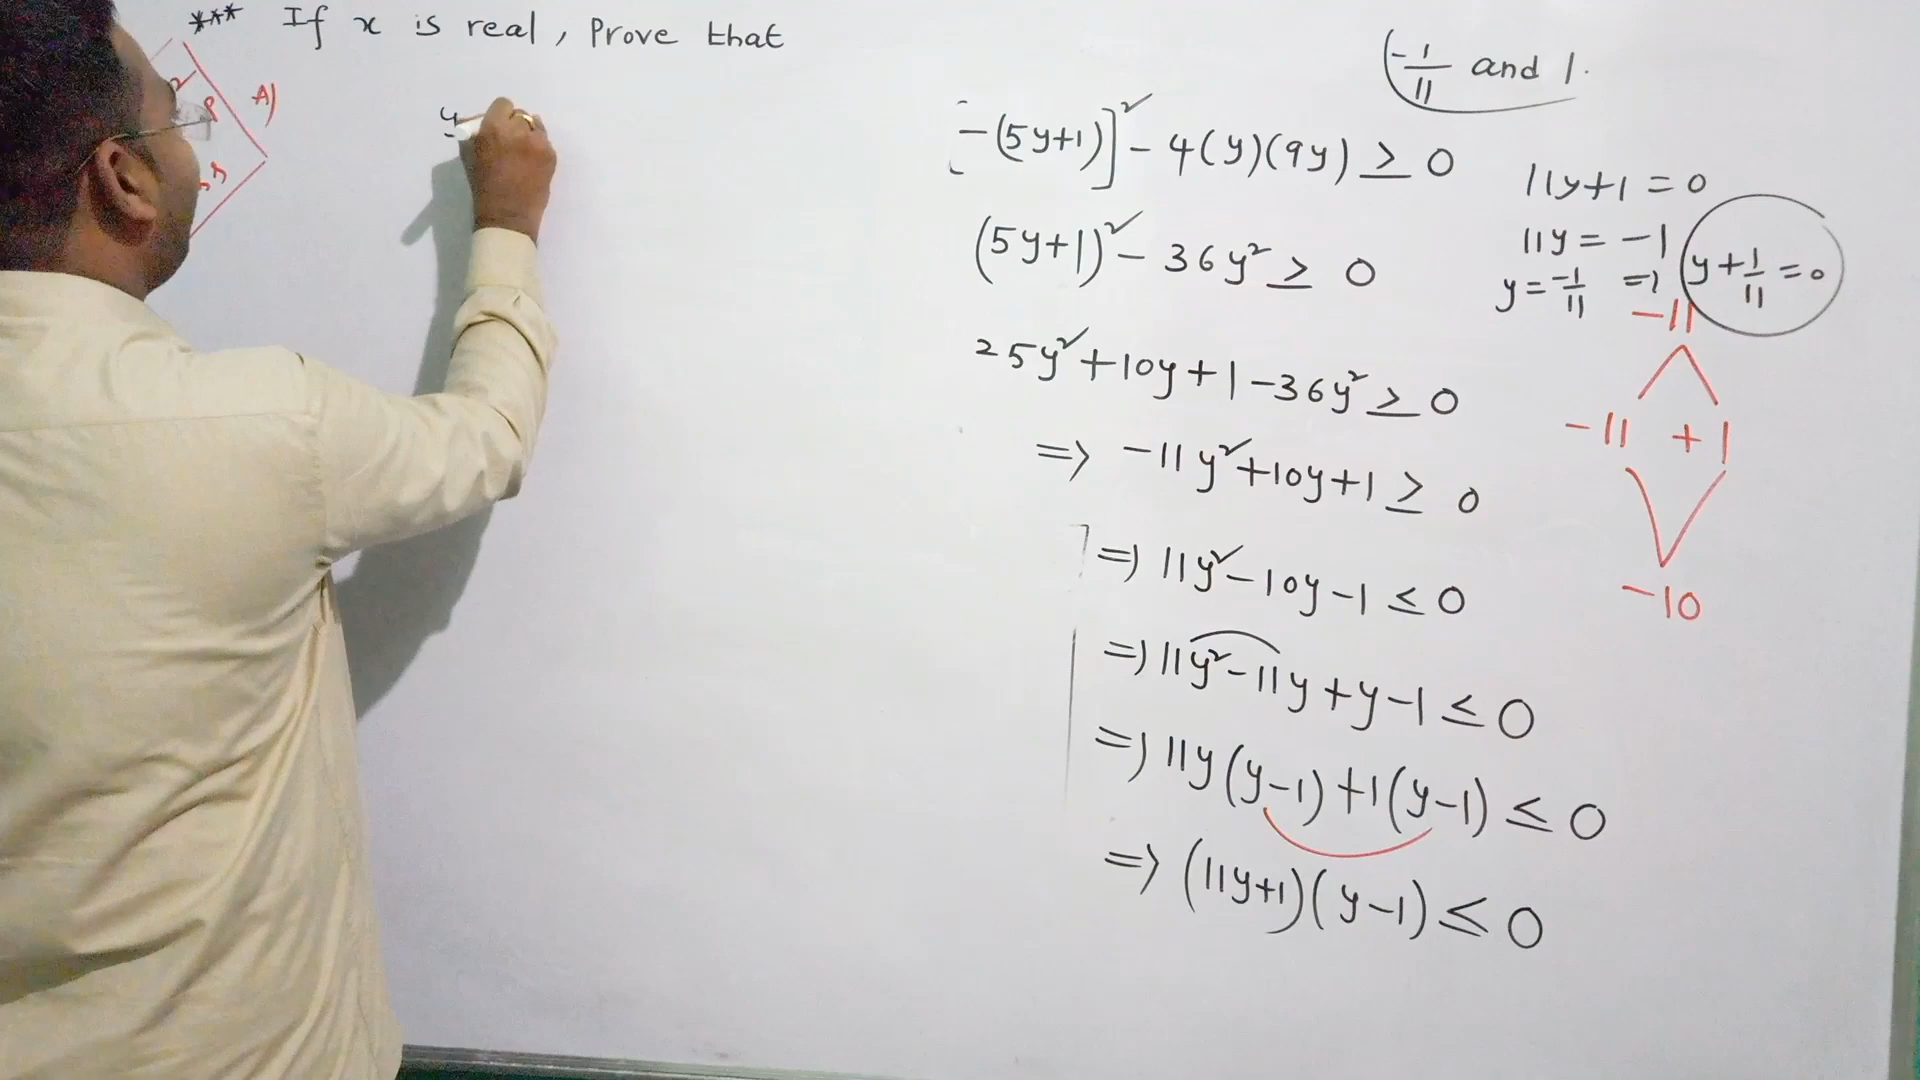 *** If x is real, Prove that
A)
y
-1/11 and 1.
[-(5y+1)]² - 4(y)(9y) ≥ 0
(5y+1)² - 36y² ≥ 0
25y² + 10y + 1 - 36y² ≥ 0
=> -11y² + 10y + 1 ≥ 0
=> 11y² - 10y - 1 ≤ 0
=> 11y² - 11y + y - 1 ≤ 0
=> 11y(y-1) + 1(y-1) ≤ 0
=> (11y+1)(y-1) ≤ 0
11y+1 = 0
11y = -1
y = -1/11 => y + 1/11 = 0
-11
-11 +1
-10